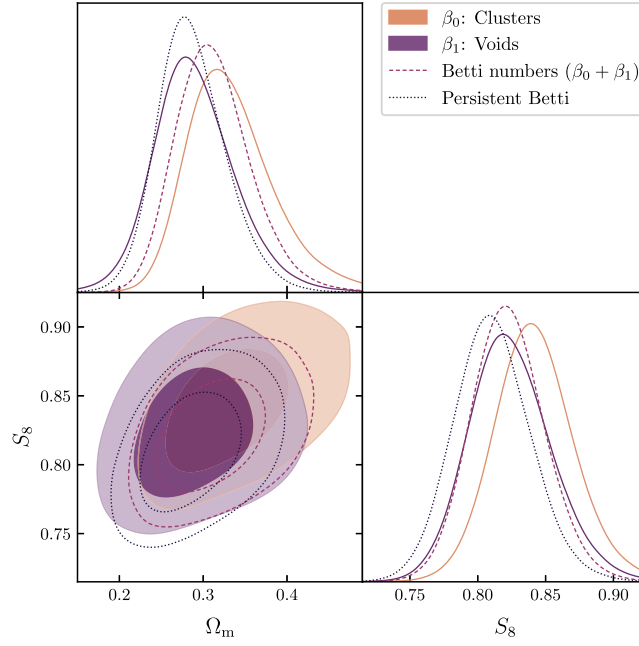 β₀: Clusters
β₁: Voids
Betti numbers (β₀ + β₁)
Persistent Betti
0.90
0.85
0.80
0.75
S₈
0.2 0.3 0.4
Ωₘ
0.75 0.80 0.85 0.90
S₈